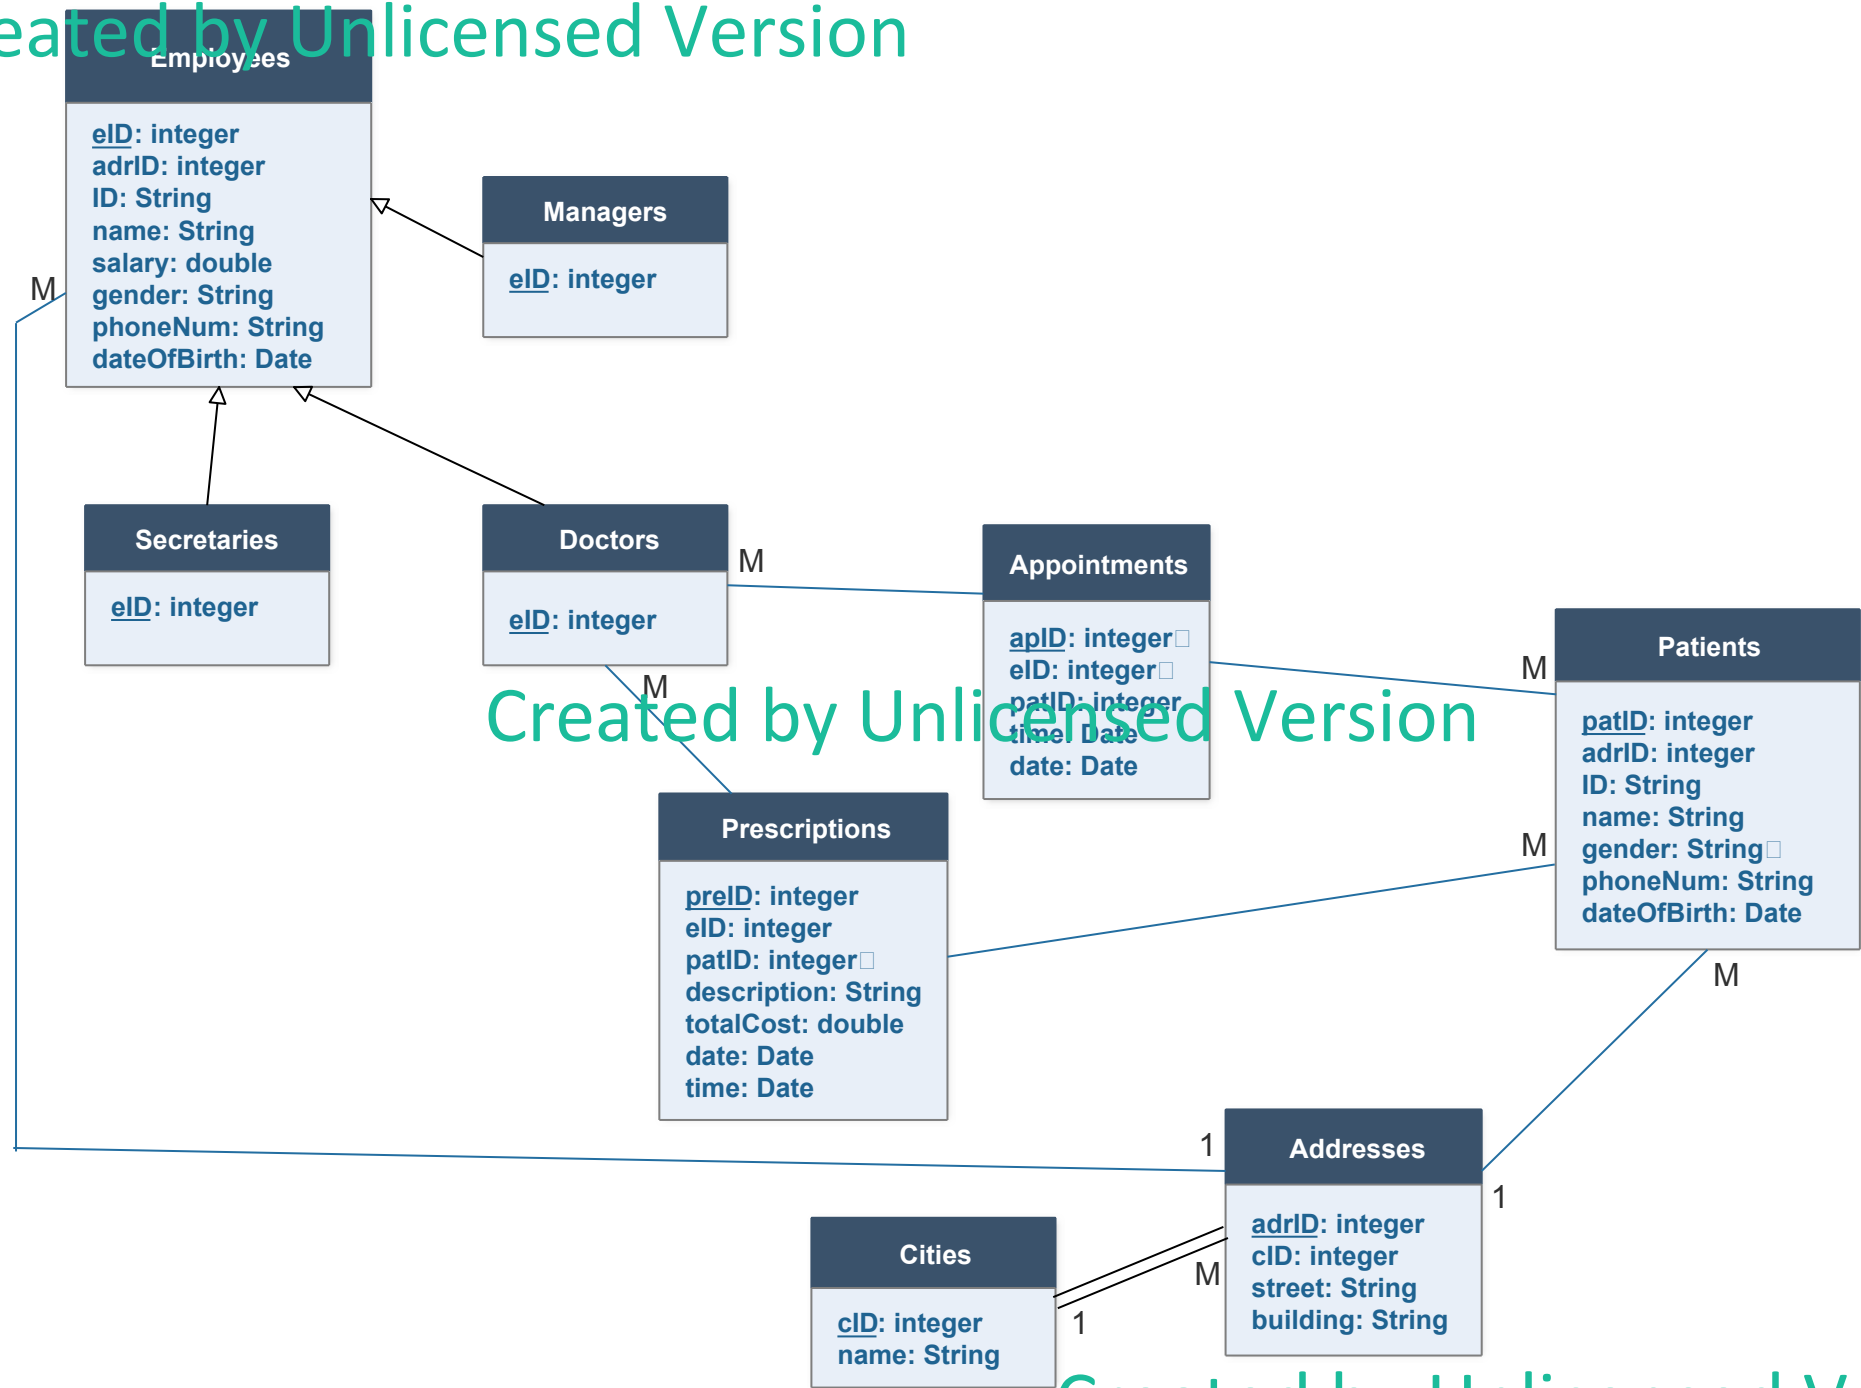 eated by Unlicensed Version
Employees
eID: integer
adrID: integer
ID: String
name: String
salary: double
gender: String
phoneNum: String
dateOfBirth: Date
M
Managers
eID: integer
Secretaries
eID: integer
Doctors
eID: integer
M
M
Appointments
apID: integer
eID: integer
patID: integer
time: Date
date: Date
Created by Unlicensed Version
Patients
patID: integer
adrID: integer
ID: String
name: String
gender: String
phoneNum: String
dateOfBirth: Date
M
M
M
Prescriptions
preID: integer
eID: integer
patID: integer
description: String
totalCost: double
date: Date
time: Date
Addresses
adrID: integer
cID: integer
street: String
building: String
1
1
M
Cities
cID: integer
name: String
1
Created by Unlicensed V